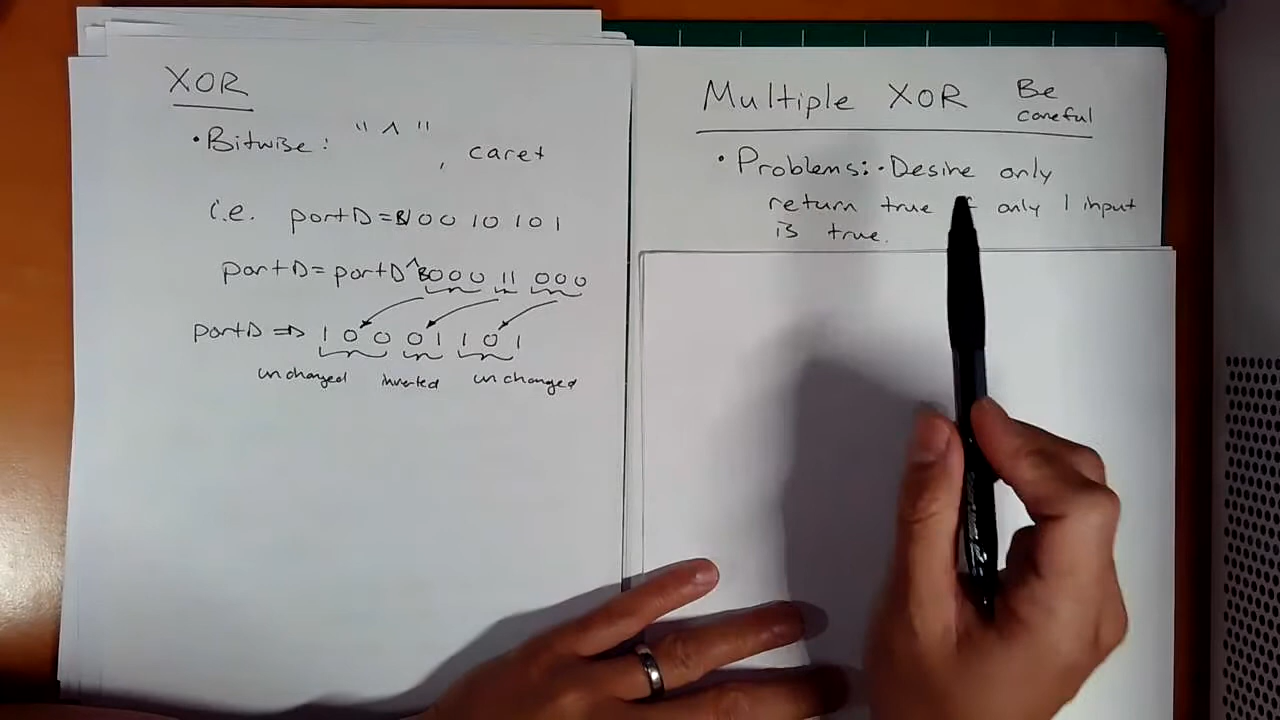 XOR
• Bitwise: "^", caret
i.e. portD = B10010101
portD = portD ^ B00011000
portD => 10001101
unchanged inverted unchanged
Multiple XOR Be
careful
• Problems: • Desire only
return true only 1 input
is true.